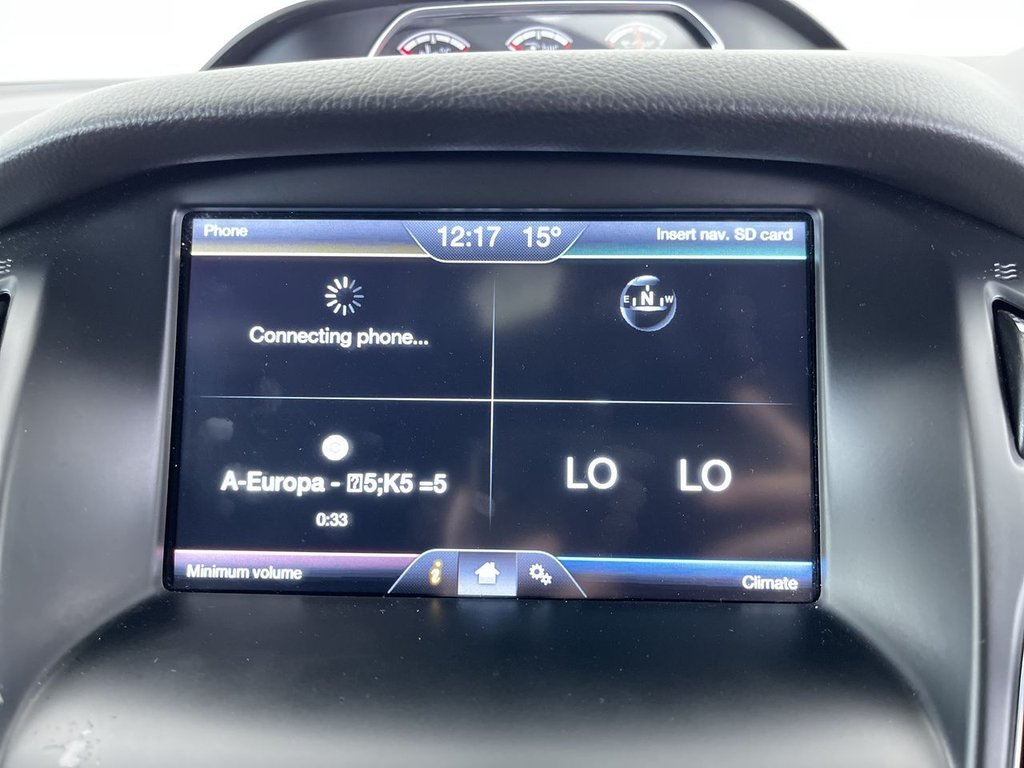 Phone
12:17 15°
Insert nav. SD card
Connecting phone...
E N W
A-Europa - �5;K5 =5
0:33
LO LO
Minimum volume
i
Climate